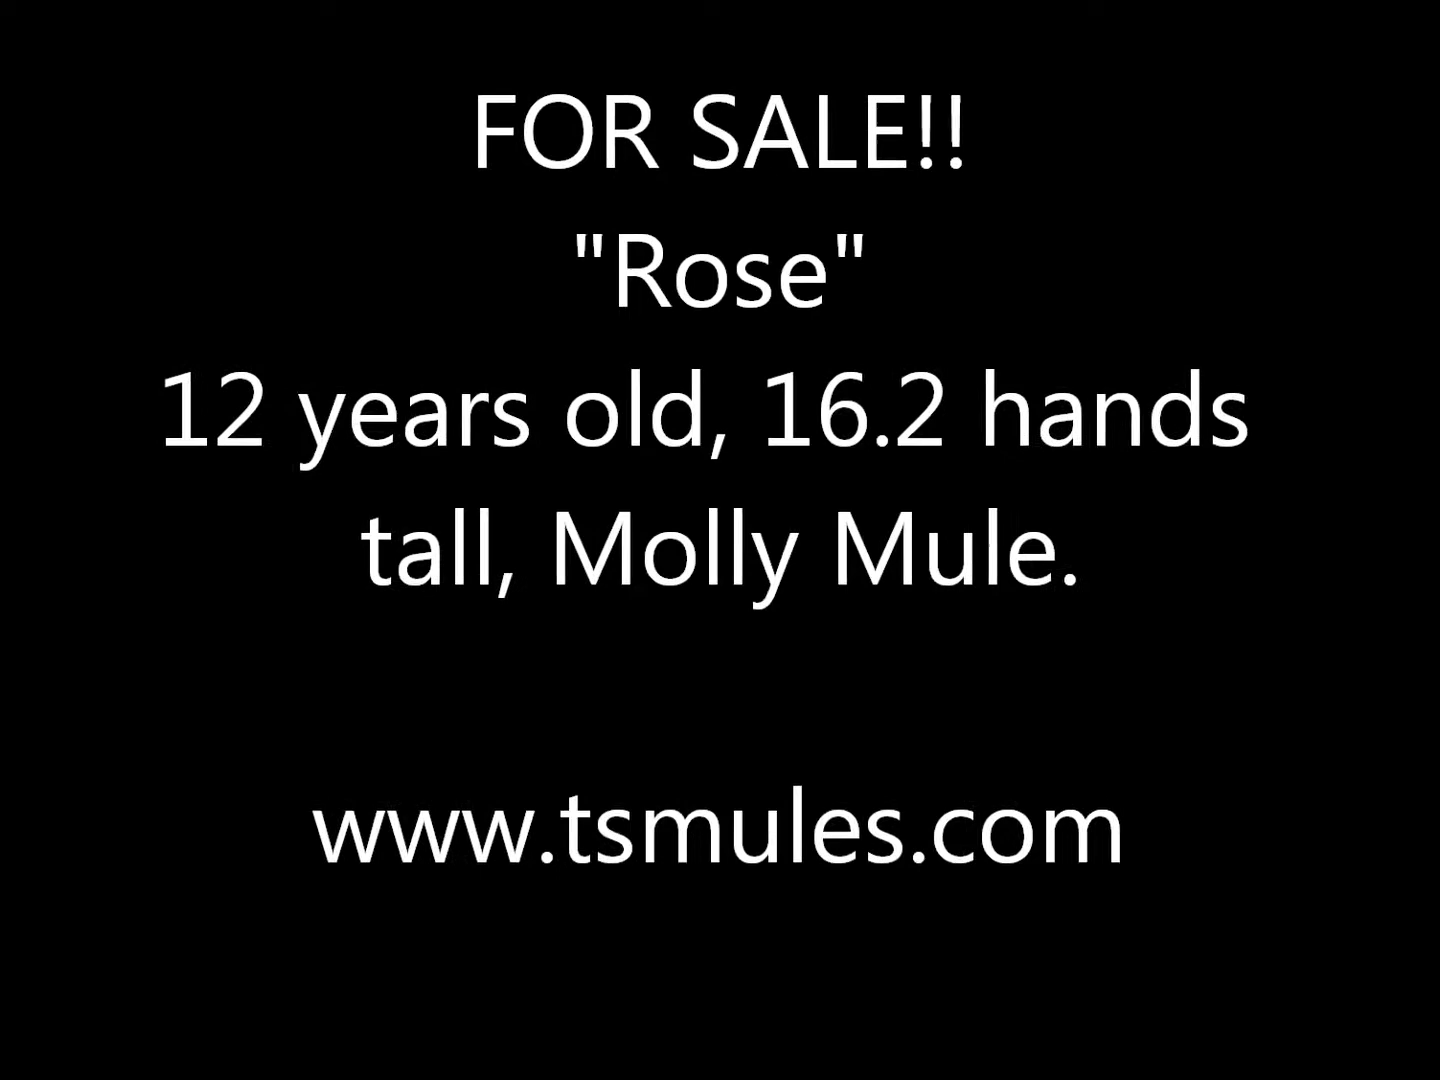 FOR SALE!!
"Rose"
12 years old, 16.2 hands
tall, Molly Mule.
www.tsmules.com